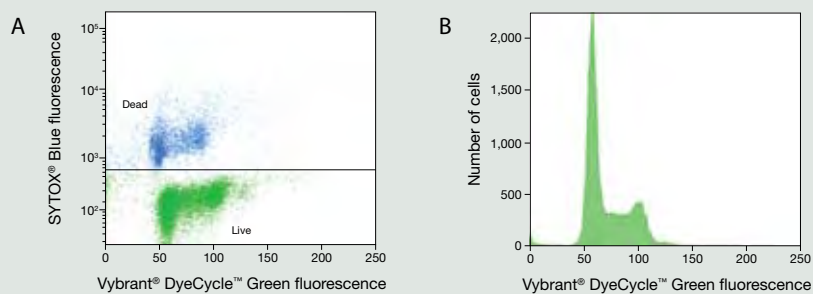 A
SYTOX® Blue fluorescence
10⁵
10⁴
10³
10²
Dead
Live
0 50 100 150 200 250
Vybrant® DyeCycle™ Green fluorescence
B
Number of cells
2,000
1,500
1,000
500
0
0 50 100 150 200 250
Vybrant® DyeCycle™ Green fluorescence